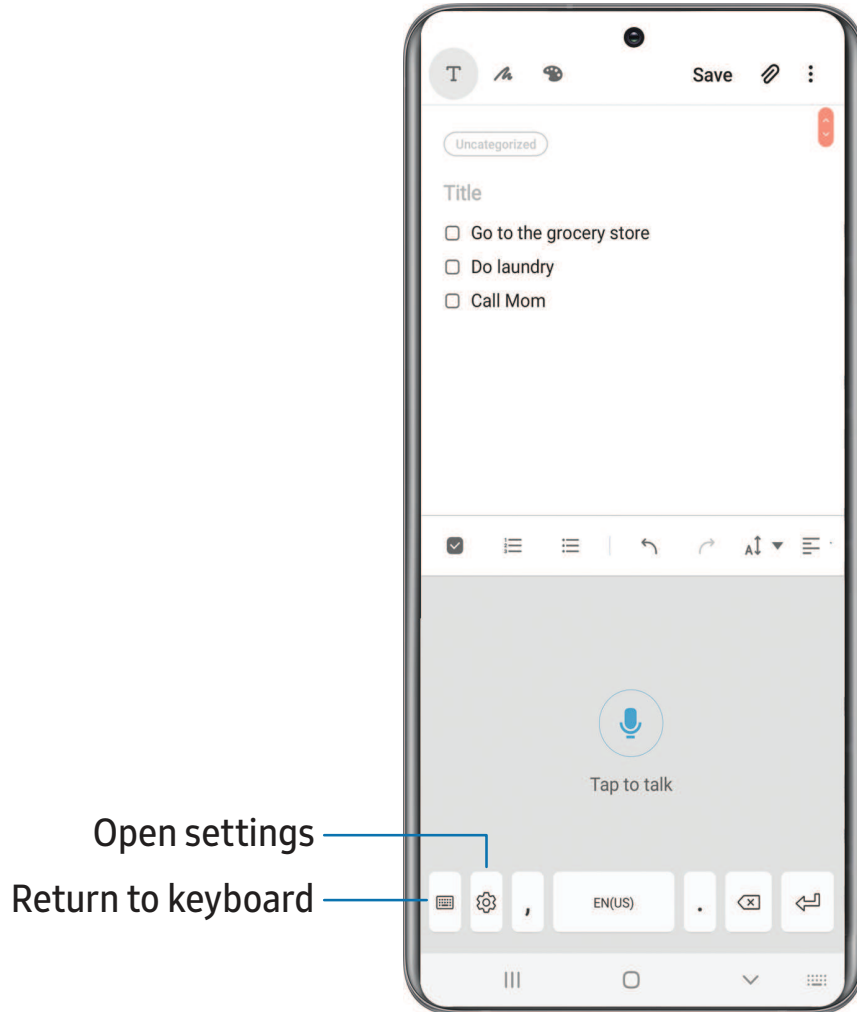 T
Save
Uncategorized
Title
Go to the grocery store
Do laundry
Call Mom
A
Tap to talk
Open settings
Return to keyboard
, EN(US) .